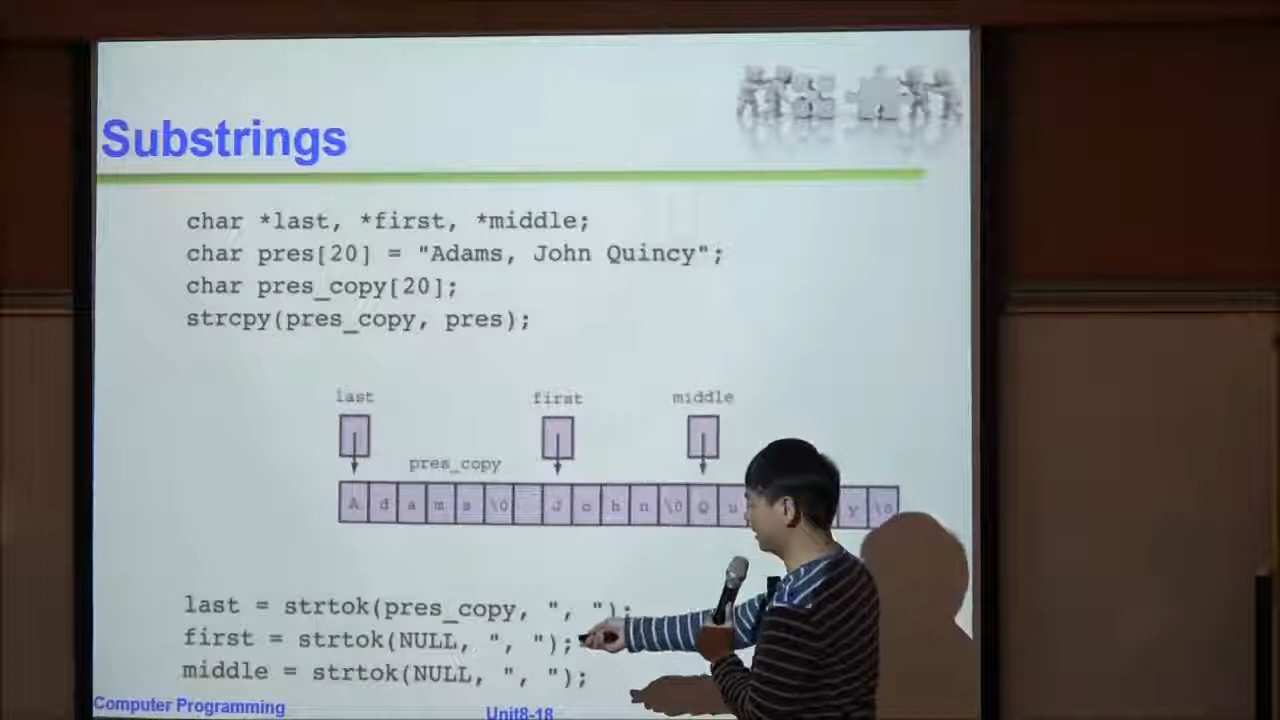 Substrings
char *last, *first, *middle;
char pres[20] = "Adams, John Quincy";
char pres_copy[20];
strcpy(pres_copy, pres);
last first middle
pres_copy
A d a m s \0 J o h n \0 Q u y \0
last = strtok(pres_copy, ", ");
first = strtok(NULL, ", ");
middle = strtok(NULL, ", ");
Computer Programming Unit8-18